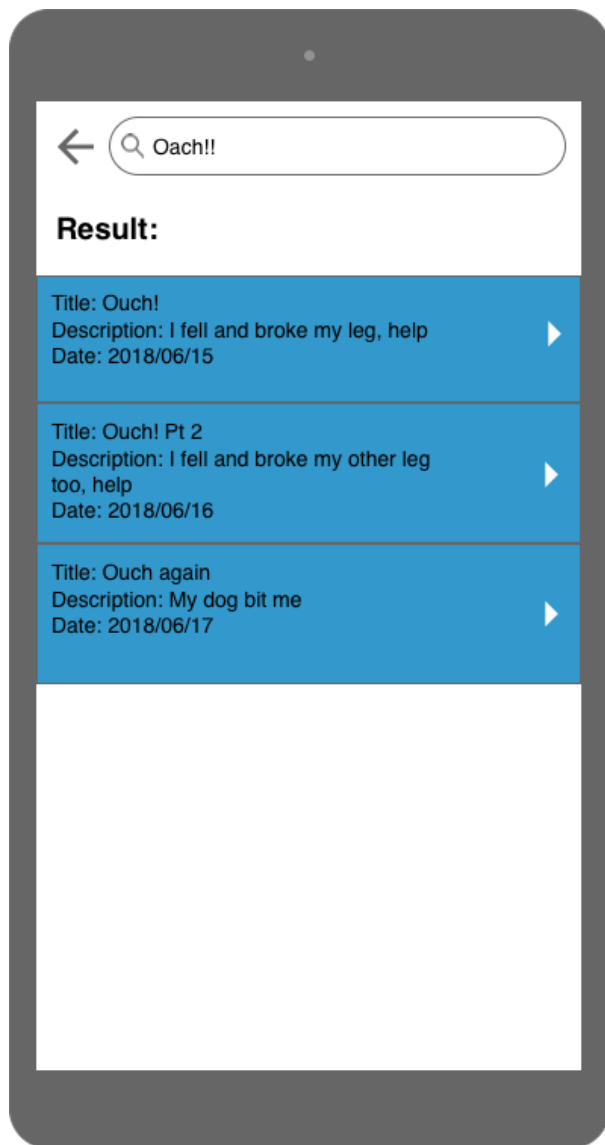 Oach!!
Result:
Title: Ouch!
Description: I fell and broke my leg, help
Date: 2018/06/15
Title: Ouch! Pt 2
Description: I fell and broke my other leg
too, help
Date: 2018/06/16
Title: Ouch again
Description: My dog bit me
Date: 2018/06/17